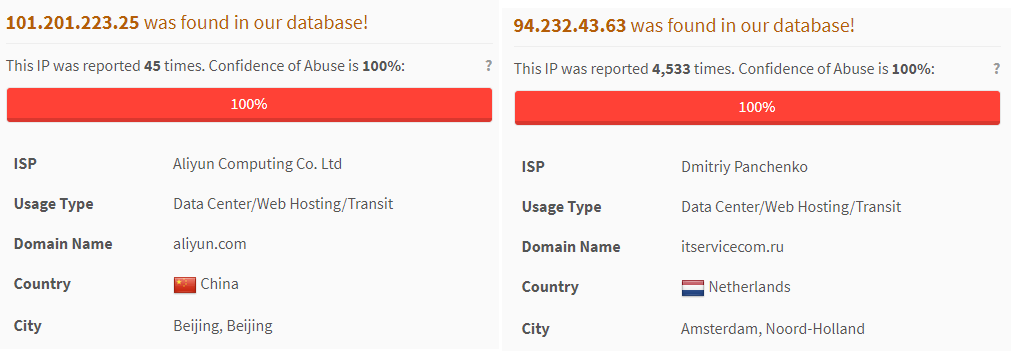 101.201.223.25 was found in our database!
This IP was reported 45 times. Confidence of Abuse is 100%: ?
100%
ISP Aliyun Computing Co. Ltd
Usage Type Data Center/Web Hosting/Transit
Domain Name aliyun.com
Country China
City Beijing, Beijing
94.232.43.63 was found in our database!
This IP was reported 4,533 times. Confidence of Abuse is 100%: ?
100%
ISP Dmitriy Panchenko
Usage Type Data Center/Web Hosting/Transit
Domain Name itservicecom.ru
Country Netherlands
City Amsterdam, Noord-Holland